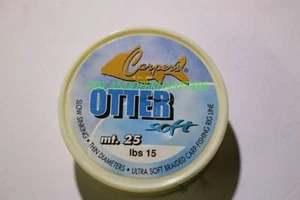 Carpers®
OTTER
soft
mt. 25
lbs 15
SLOW SINKING • THIN DIAMETERS • ULTRA SOFT BRAIDED CARP-FISHING RIG LINE